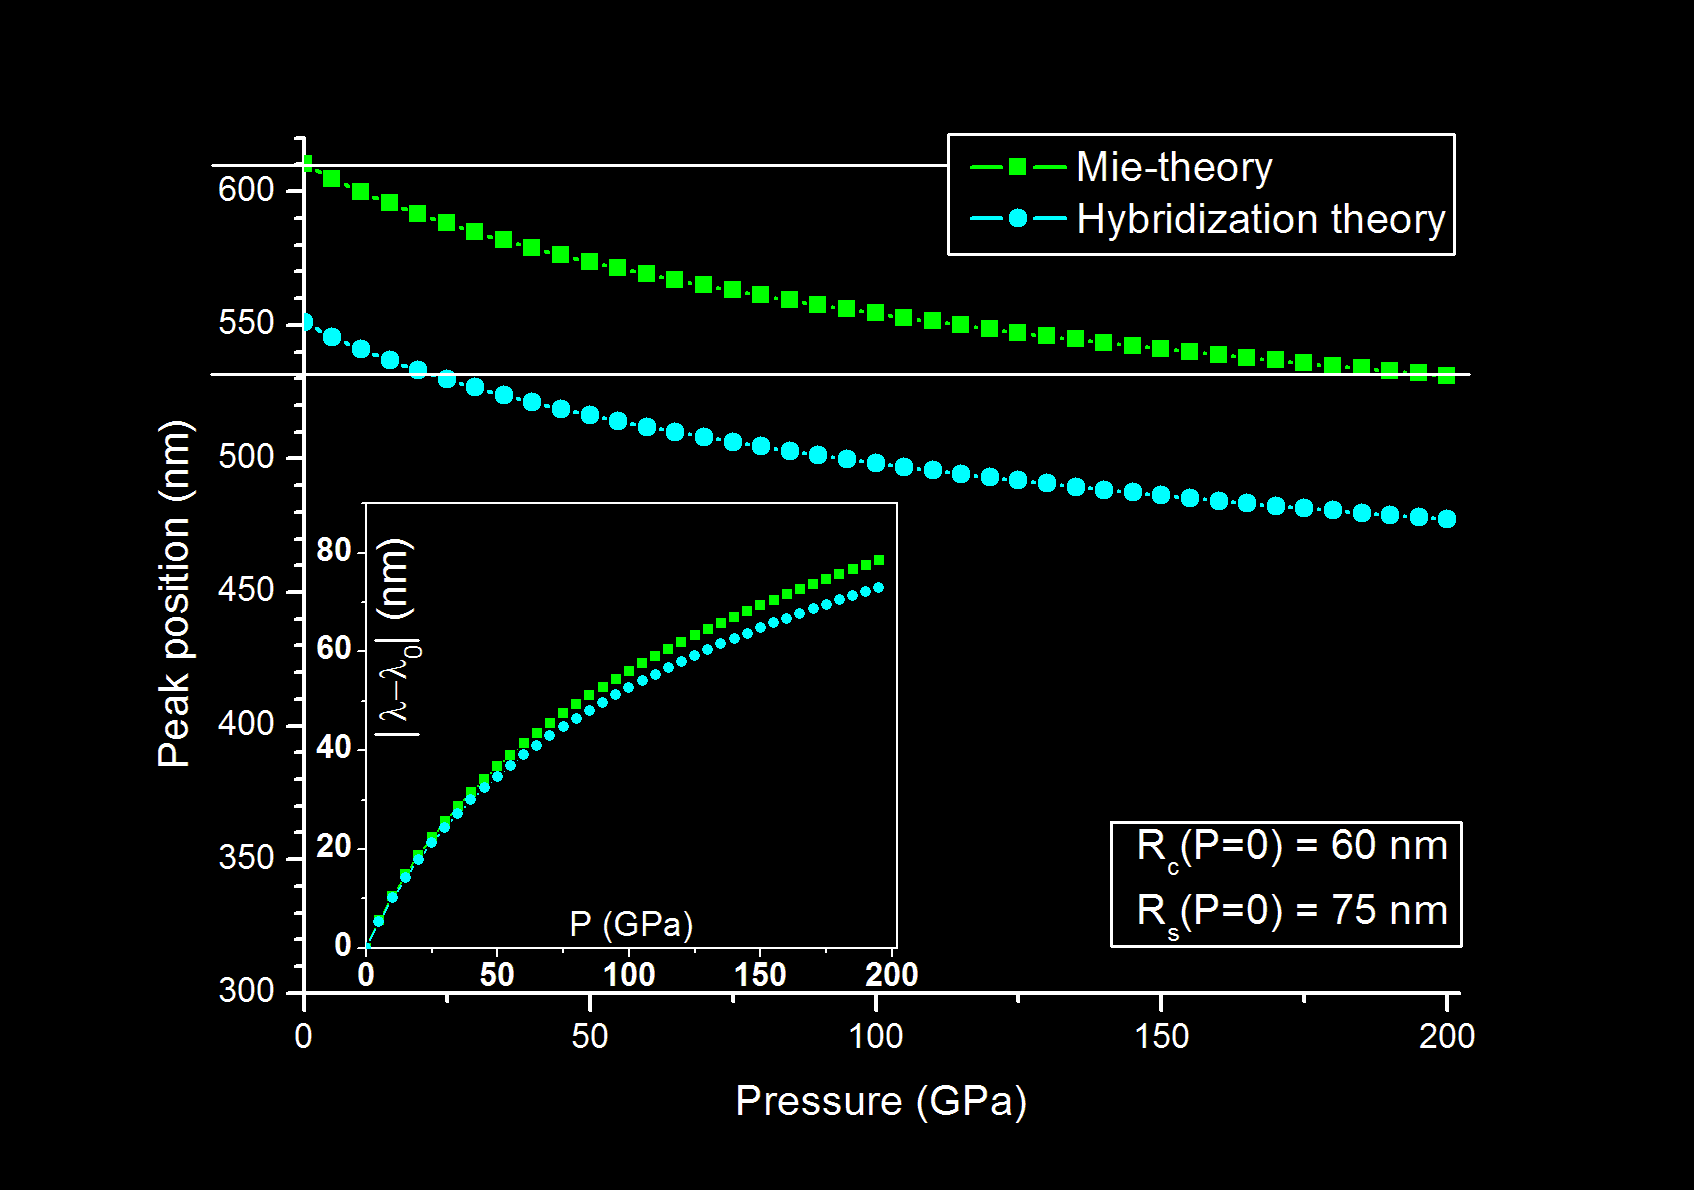 Mie-theory
Hybridization theory
600
550
500
450
400
350
300
Peak position (nm)
0 50 100 150 200
Pressure (GPa)
80
60
40
20
0
|λ−λ0| (nm)
P (GPa)
0 50 100 150 200
Rc(P=0) = 60 nm
Rs(P=0) = 75 nm